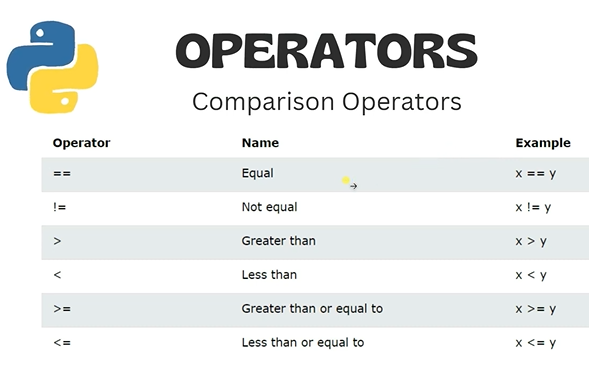 OPERATORS
Comparison Operators
Operator Name Example
== Equal x == y
!= Not equal x != y
> Greater than x > y
< Less than x < y
>= Greater than or equal to x >= y
<= Less than or equal to x <= y